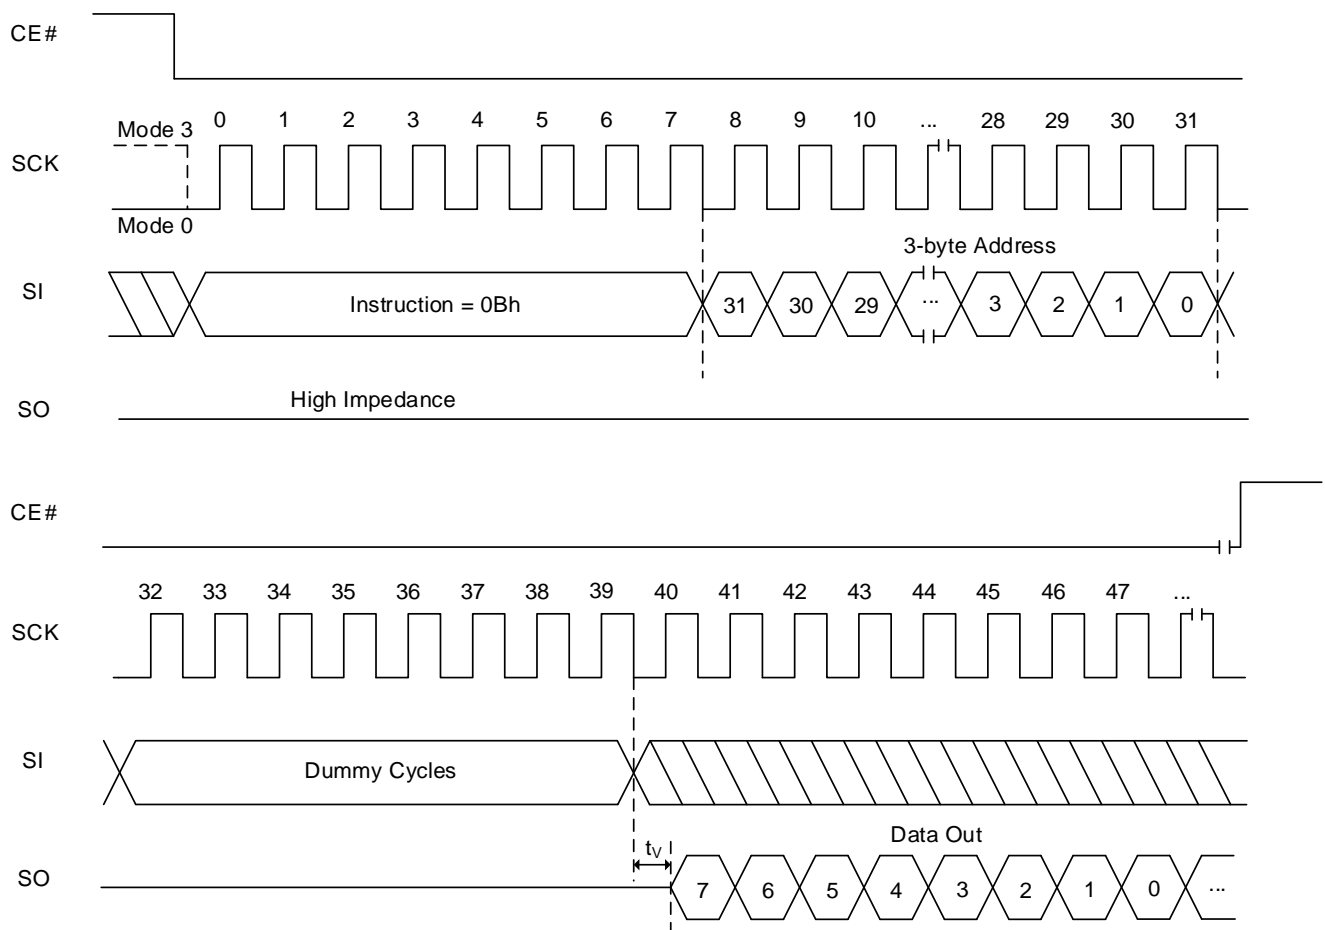 CE#
Mode 3
0 1 2 3 4 5 6 7 8 9 10 ... 28 29 30 31
SCK
Mode 0
3-byte Address
SI
Instruction = 0Bh
31 30 29 ... 3 2 1 0
High Impedance
SO
CE#
32 33 34 35 36 37 38 39 40 41 42 43 44 45 46 47 ...
SCK
SI
Dummy Cycles
Data Out
tV
SO
7 6 5 4 3 2 1 0 ...